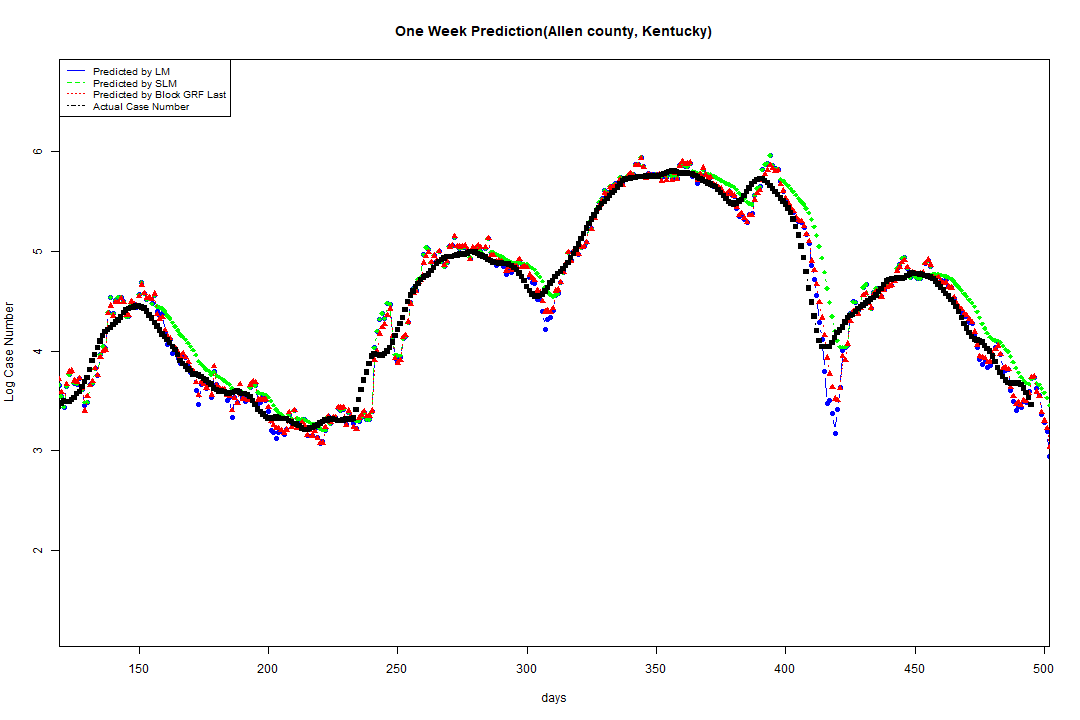 One Week Prediction(Allen county, Kentucky)
Predicted by LM
Predicted by SLM
Predicted by Block GRF Last
Actual Case Number
Log Case Number
6
5
4
3
2
150 200 250 300 350 400 450 500
days